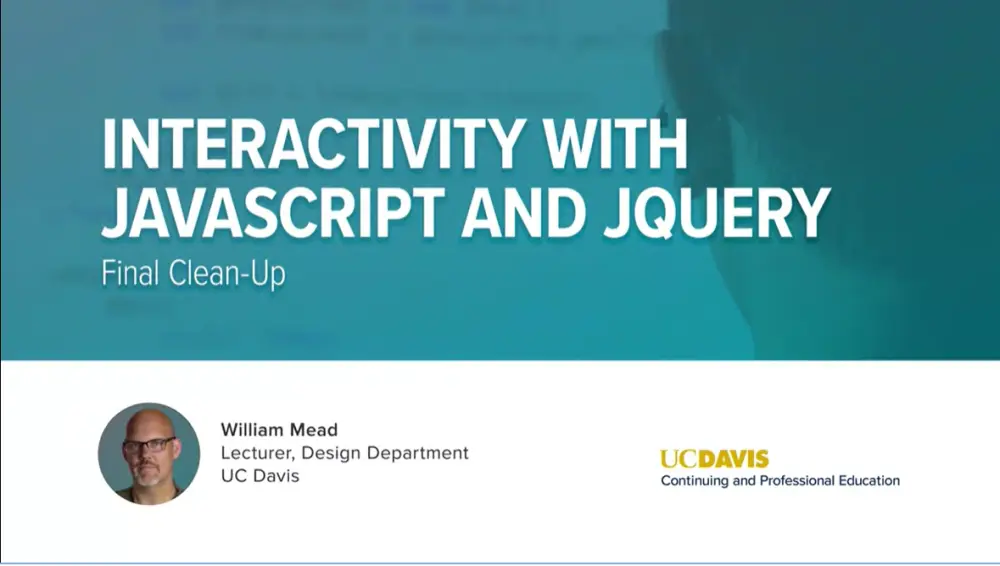 INTERACTIVITY WITH
JAVASCRIPT AND JQUERY
Final Clean-Up
William Mead
Lecturer, Design Department
UC Davis
UCDAVIS
Continuing and Professional Education